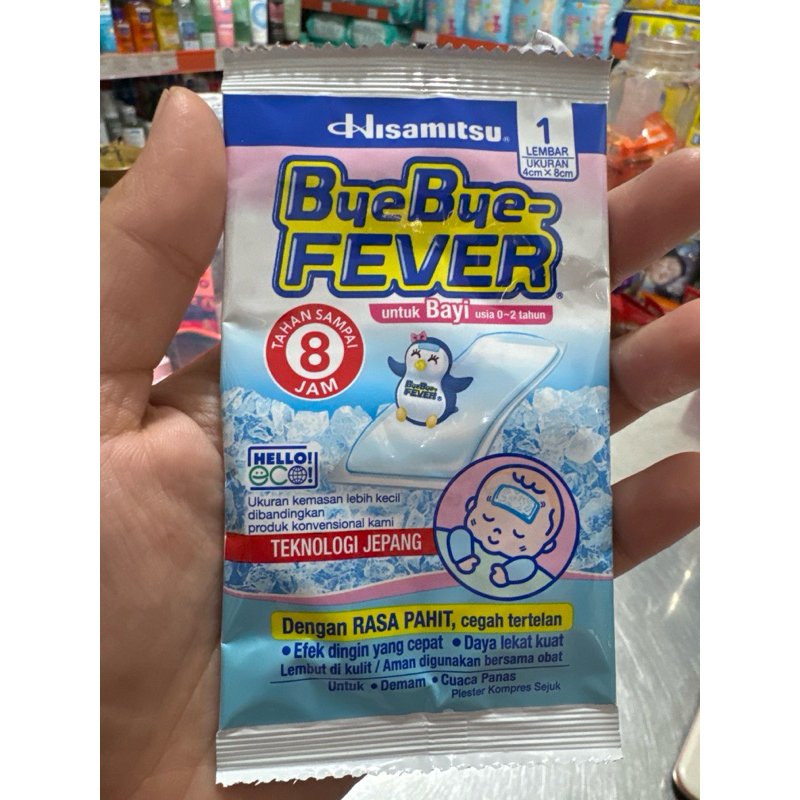 Hisamitsu®
1
LEMBAR
UKURAN
4cm×8cm
ByeBye-
FEVER®
untuk Bayi usia 0~2 tahun
TAHAN SAMPAI
8
JAM
ByeBye-
FEVER®
HELLO!
eco!
Ukuran kemasan lebih kecil
dibandingkan
produk konvensional kami
TEKNOLOGI JEPANG
Dengan RASA PAHIT, cegah tertelan
• Efek dingin yang cepat • Daya lekat kuat
Lembut di kulit / Aman digunakan bersama obat
Untuk • Demam • Cuaca Panas
Plester Kompres Sejuk